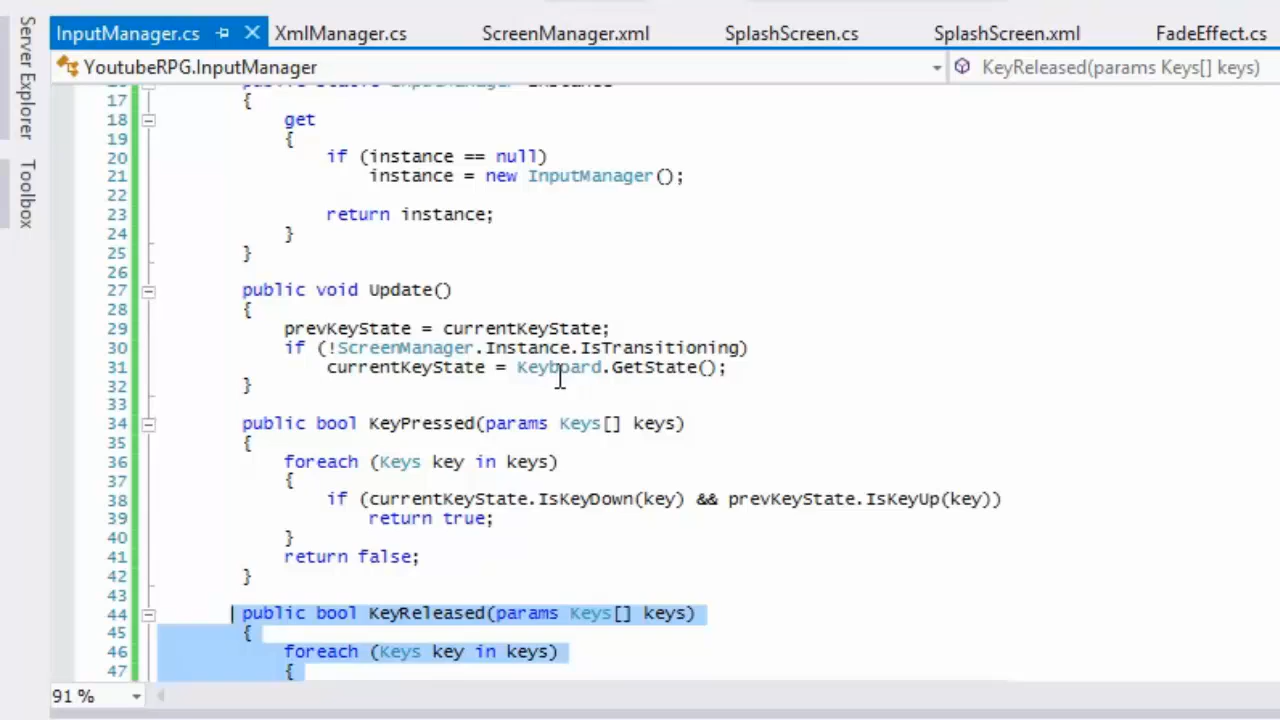 Server Explorer
Toolbox
InputManager.cs
XmlManager.cs
ScreenManager.xml
SplashScreen.cs
SplashScreen.xml
FadeEffect.cs
YoutubeRPG.InputManager
KeyReleased(params Keys[] keys)
17 {
18 get
19 {
20 if (instance == null)
21 instance = new InputManager();
22
23 return instance;
24 }
25 }
26
27 public void Update()
28 {
29 prevKeyState = currentKeyState;
30 if (!ScreenManager.Instance.IsTransitioning)
31 currentKeyState = Keyboard.GetState();
32 }
33
34 public bool KeyPressed(params Keys[] keys)
35 {
36 foreach (Keys key in keys)
37 {
38 if (currentKeyState.IsKeyDown(key) && prevKeyState.IsKeyUp(key))
39 return true;
40 }
41 return false;
42 }
43
44 public bool KeyReleased(params Keys[] keys)
45 {
46 foreach (Keys key in keys)
47 {
91 %